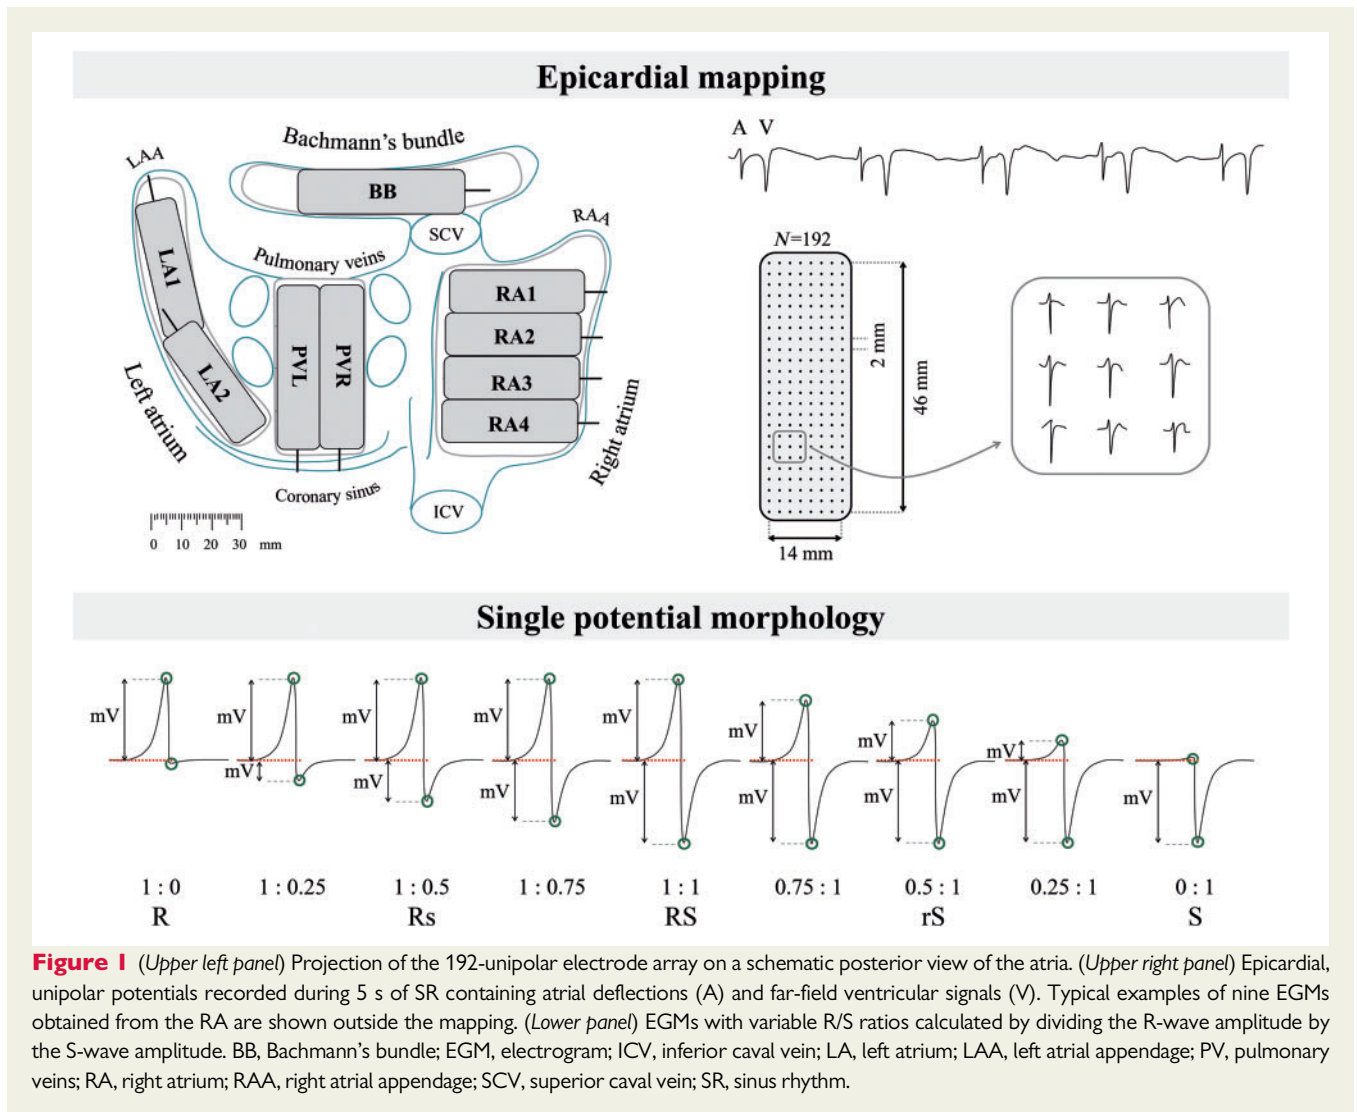 Epicardial mapping
Bachmann’s bundle
LAA
BB
RAA
SCV
LA1
Pulmonary veins
RA1
RA2
RA3
RA4
PVL
PVR
LA2
Left atrium
Right atrium
Coronary sinus
ICV
0 10 20 30 mm
A V
N=192
2 mm
46 mm
14 mm
Single potential morphology
mV mV mV mV mV mV mV mV
mV mV mV mV mV mV mV mV
1 : 0 1 : 0.25 1 : 0.5 1 : 0.75 1 : 1 0.75 : 1 0.5 : 1 0.25 : 1 0 : 1
R Rs RS rS S
Figure 1 (Upper left panel) Projection of the 192-unipolar electrode array on a schematic posterior view of the atria. (Upper right panel) Epicardial,
unipolar potentials recorded during 5 s of SR containing atrial deflections (A) and far-field ventricular signals (V). Typical examples of nine EGMs
obtained from the RA are shown outside the mapping. (Lower panel) EGMs with variable R/S ratios calculated by dividing the R-wave amplitude by
the S-wave amplitude. BB, Bachmann’s bundle; EGM, electrogram; ICV, inferior caval vein; LA, left atrium; LAA, left atrial appendage; PV, pulmonary
veins; RA, right atrium; RAA, right atrial appendage; SCV, superior caval vein; SR, sinus rhythm.